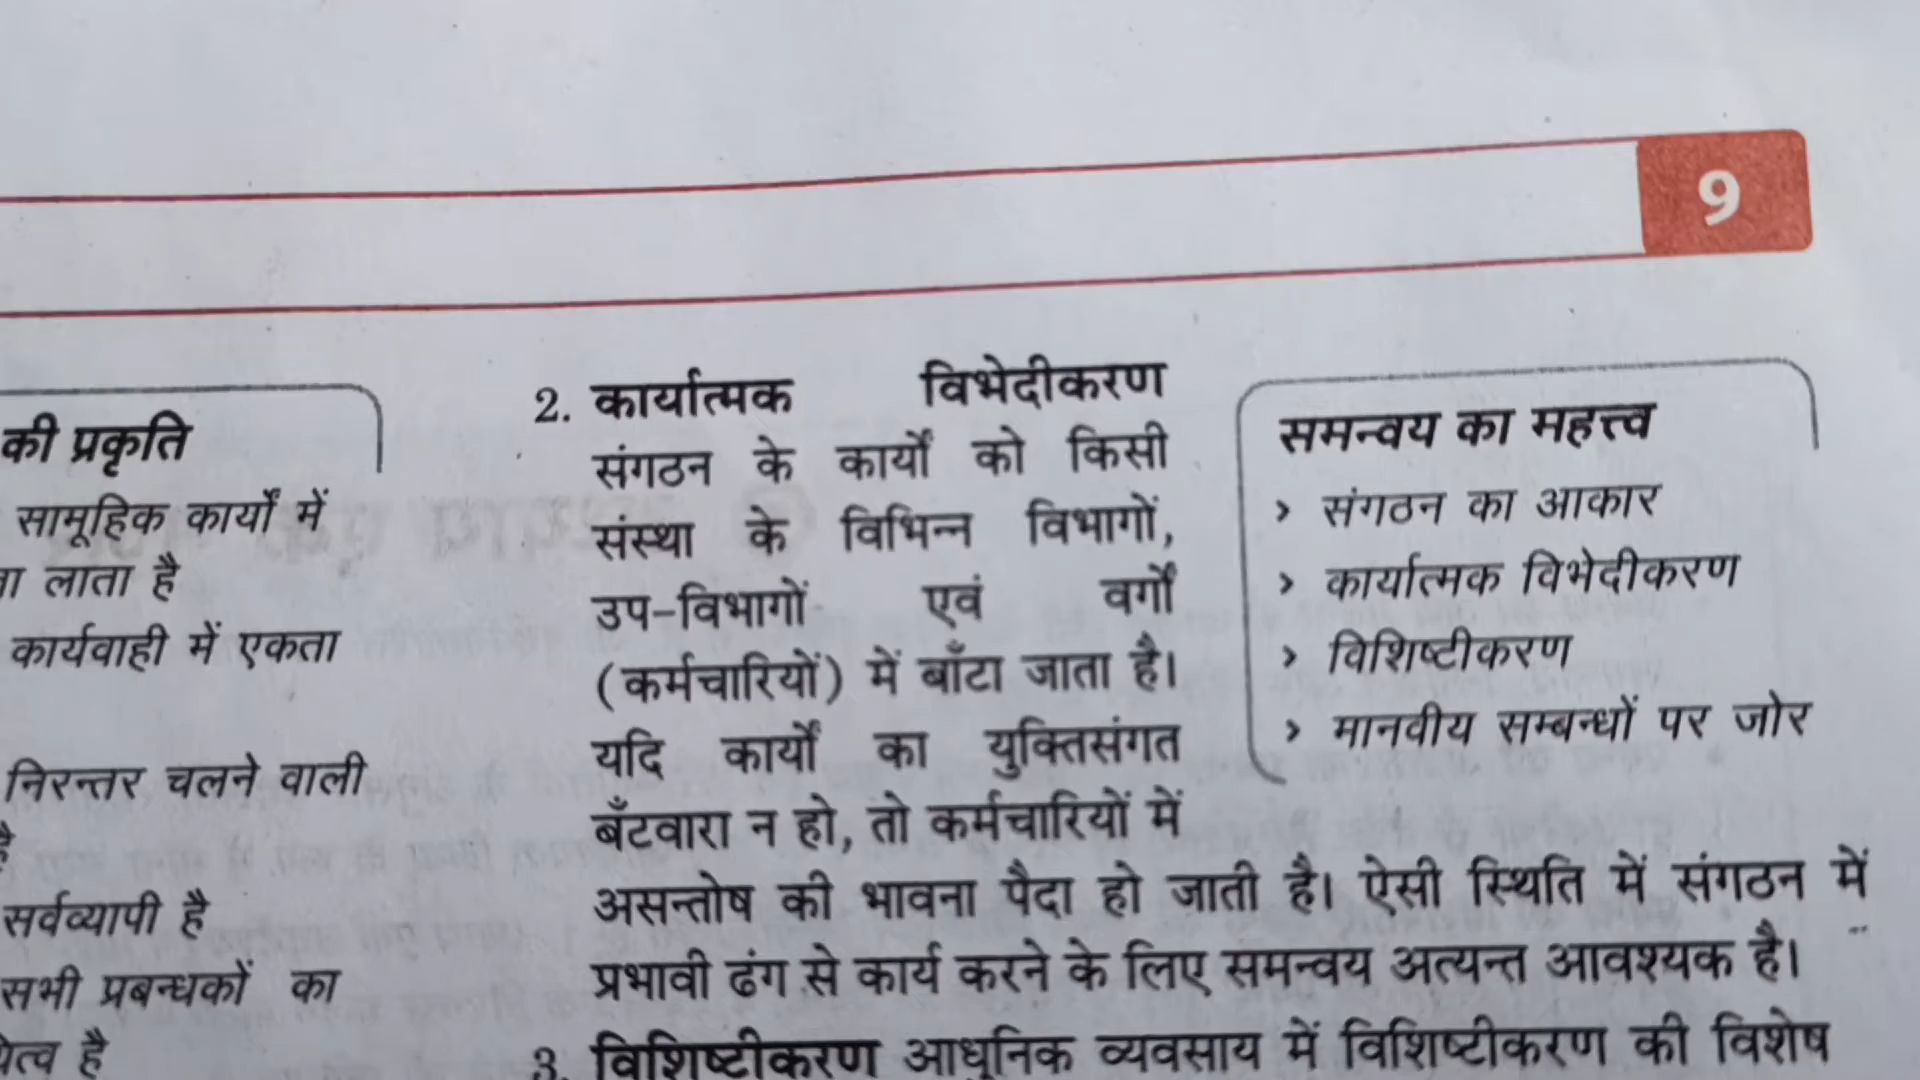 9
की प्रकृति
सामूहिक कार्यों में
लाता है
कार्यवाही में एकता
निरन्तर चलने वाली
है
सर्वव्यापी है
सभी प्रबन्धकों का
है
2. कार्यात्मक विभेदीकरण
संगठन के कार्यों को किसी
संस्था के विभिन्न विभागों,
उप-विभागों एवं वर्गों
(कर्मचारियों) में बाँटा जाता है।
यदि कार्यों का युक्तिसंगत
बँटवारा न हो, तो कर्मचारियों में
असन्तोष की भावना पैदा हो जाती है। ऐसी स्थिति में संगठन में
प्रभावी ढंग से कार्य करने के लिए समन्वय अत्यन्त आवश्यक है।
3. विशिष्टीकरण आधुनिक व्यवसाय में विशिष्टीकरण की विशेष
समन्वय का महत्त्व
› संगठन का आकार
› कार्यात्मक विभेदीकरण
› विशिष्टीकरण
› मानवीय सम्बन्धों पर जोर